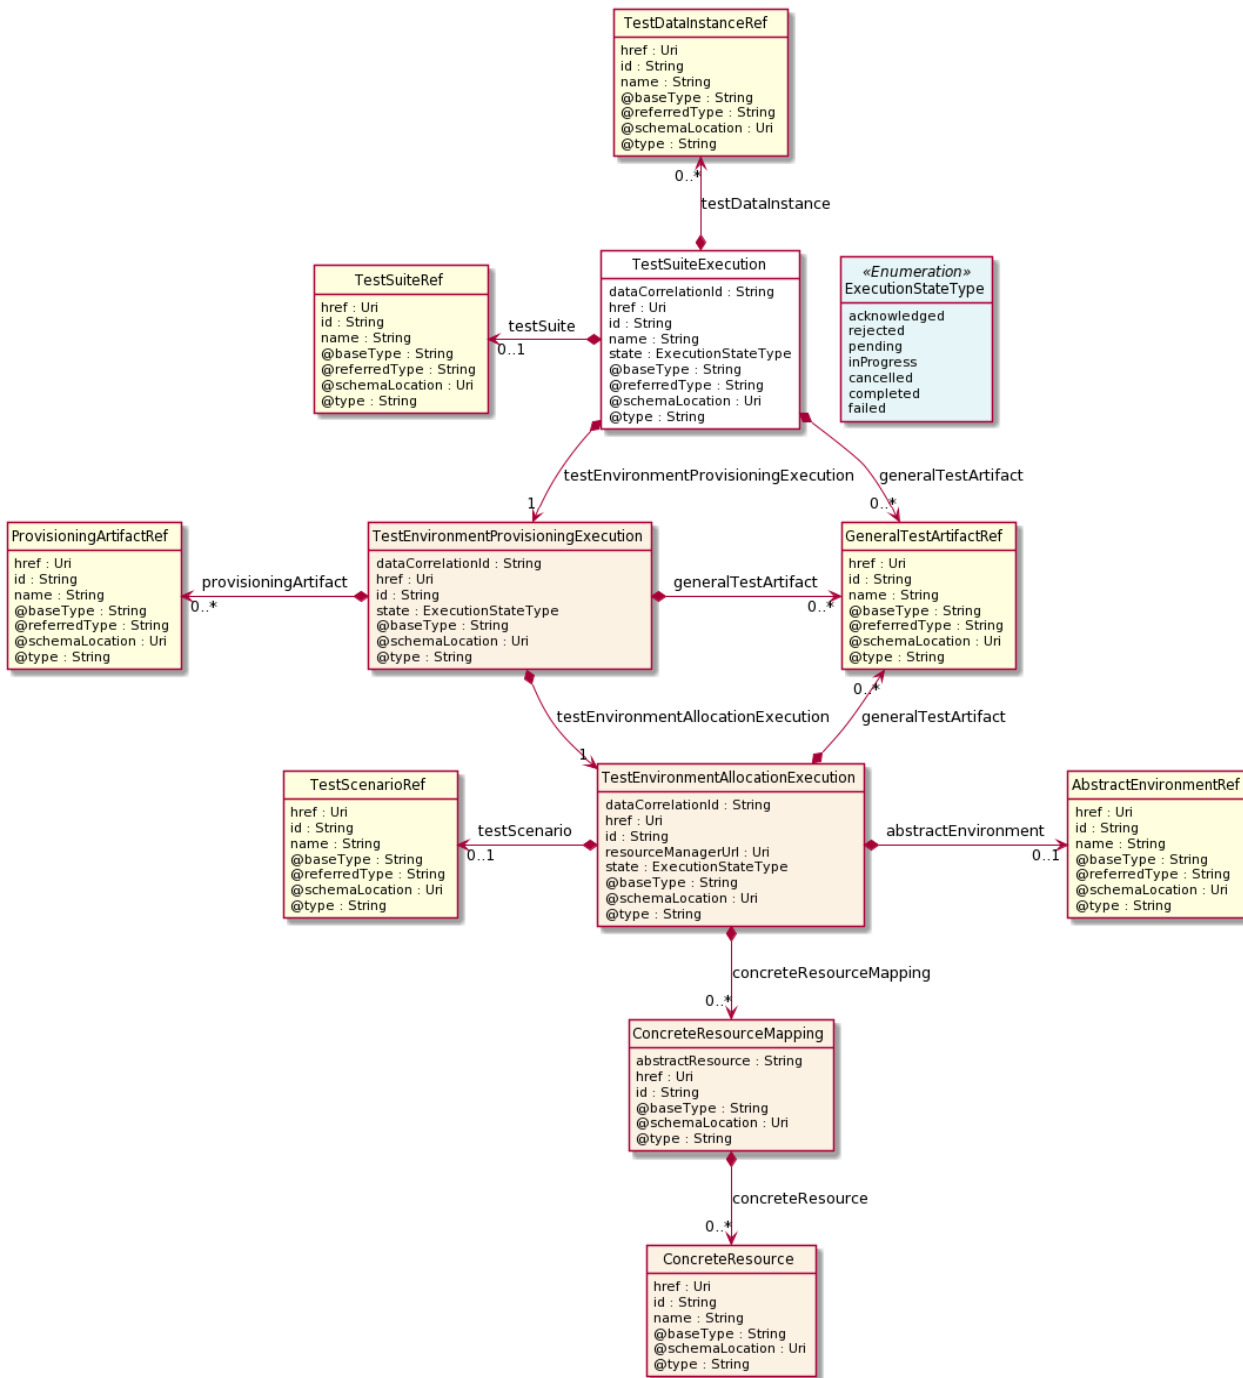 TestDataInstanceRef
href : Uri
id : String
name : String
@baseType : String
@referredType : String
@schemaLocation : Uri
@type : String
0..*
testDataInstance
TestSuiteRef
href : Uri
id : String
name : String
@baseType : String
@referredType : String
@schemaLocation : Uri
@type : String
testSuite
0..1
TestSuiteExecution
dataCorrelationId : String
href : Uri
id : String
name : String
state : ExecutionStateType
@baseType : String
@referredType : String
@schemaLocation : Uri
@type : String
«Enumeration»
ExecutionStateType
acknowledged
rejected
pending
inProgress
cancelled
completed
failed
testEnvironmentProvisioningExecution
1
generalTestArtifact
0..*
ProvisioningArtifactRef
href : Uri
id : String
name : String
@baseType : String
@referredType : String
@schemaLocation : Uri
@type : String
provisioningArtifact
0..*
TestEnvironmentProvisioningExecution
dataCorrelationId : String
href : Uri
id : String
state : ExecutionStateType
@baseType : String
@schemaLocation : Uri
@type : String
generalTestArtifact
0..*
GeneralTestArtifactRef
href : Uri
id : String
name : String
@baseType : String
@referredType : String
@schemaLocation : Uri
@type : String
0..*
testEnvironmentAllocationExecution
generalTestArtifact
1
TestScenarioRef
href : Uri
id : String
name : String
@baseType : String
@referredType : String
@schemaLocation : Uri
@type : String
testScenario
0..1
TestEnvironmentAllocationExecution
dataCorrelationId : String
href : Uri
id : String
resourceManagerUrl : Uri
state : ExecutionStateType
@baseType : String
@schemaLocation : Uri
@type : String
abstractEnvironment
0..1
AbstractEnvironmentRef
href : Uri
id : String
name : String
@baseType : String
@referredType : String
@schemaLocation : Uri
@type : String
concreteResourceMapping
0..*
ConcreteResourceMapping
abstractResource : String
href : Uri
id : String
@baseType : String
@schemaLocation : Uri
@type : String
concreteResource
0..*
ConcreteResource
href : Uri
id : String
name : String
@baseType : String
@schemaLocation : Uri
@type : String